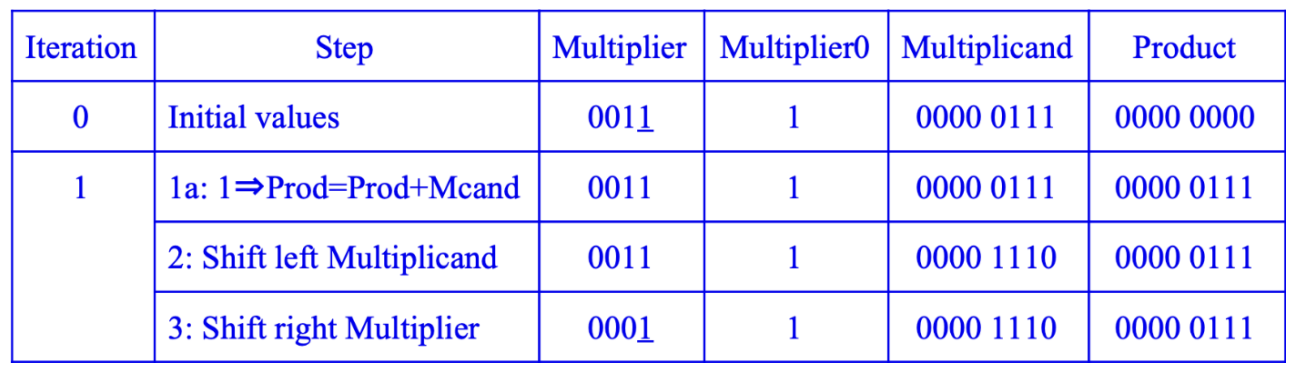 Iteration Step Multiplier Multiplier0 Multiplicand Product
0 Initial values 0011 1 0000 0111 0000 0000
1 1a: 1⇒Prod=Prod+Mcand 0011 1 0000 0111 0000 0111
2: Shift left Multiplicand 0011 1 0000 1110 0000 0111
3: Shift right Multiplier 0001 1 0000 1110 0000 0111